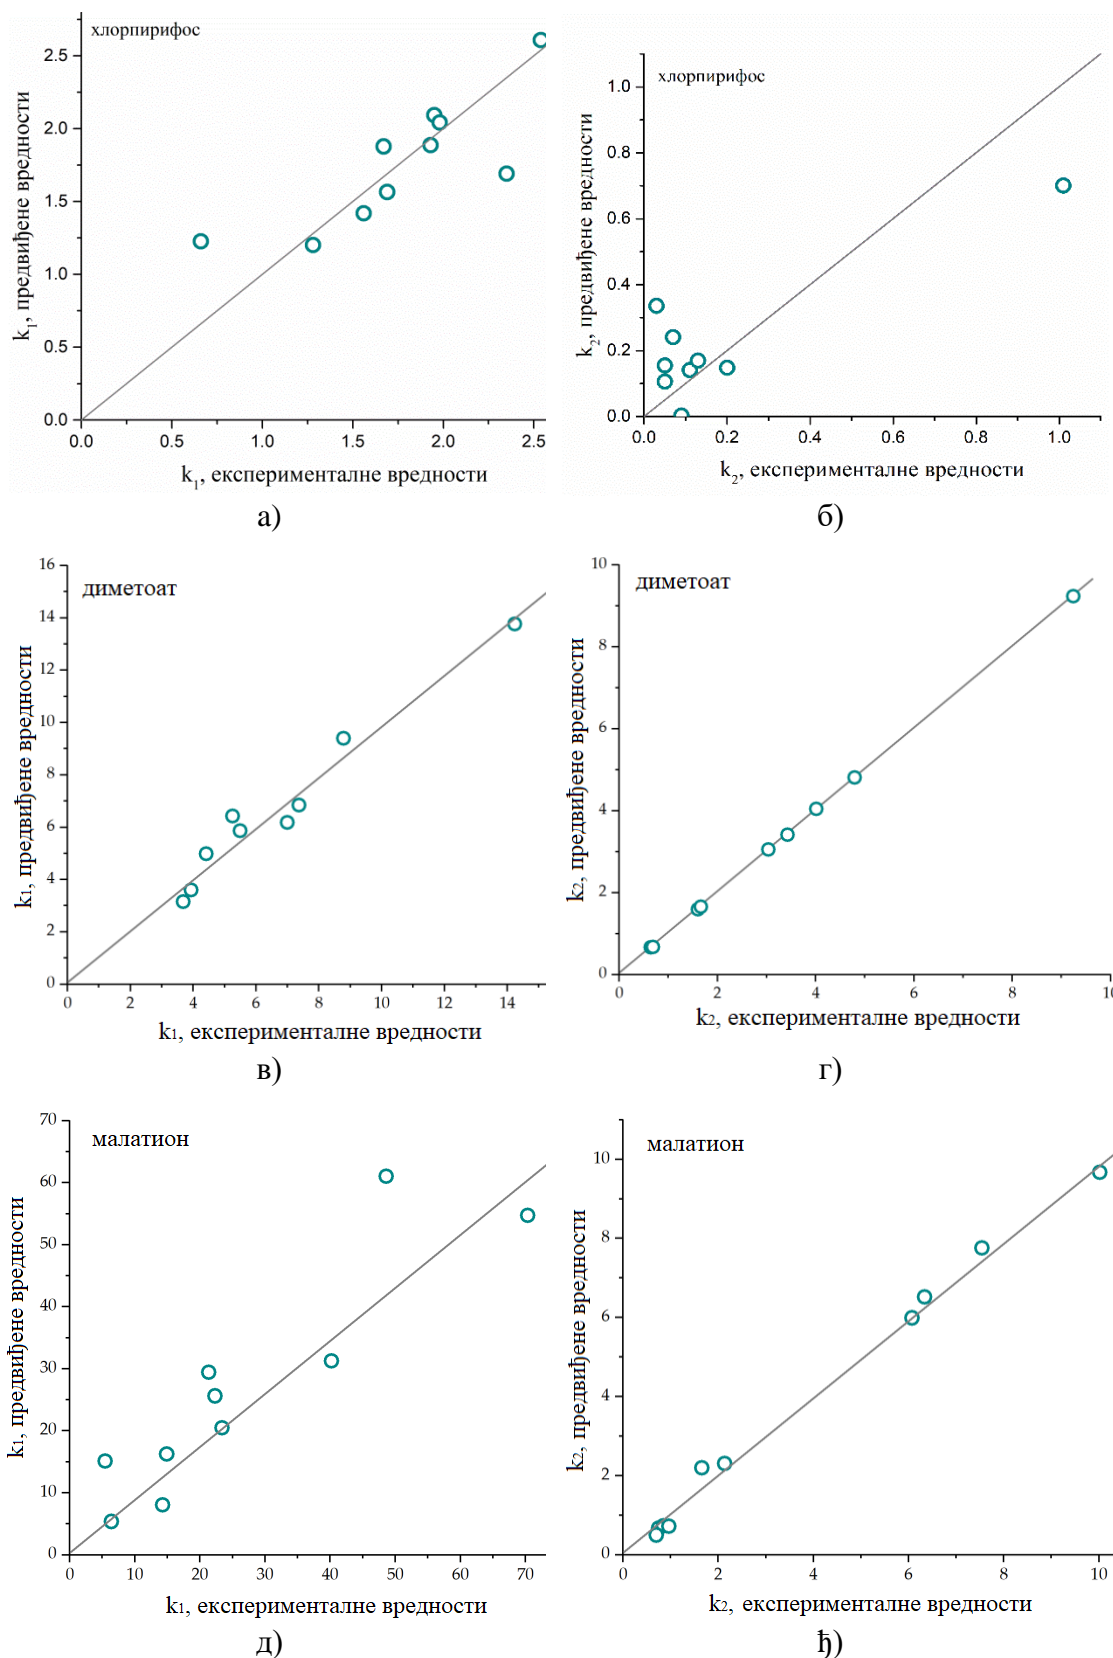 хлорпирифос
2.5
2.0
1.5
1.0
0.5
0.0
k1, предвиђене вредности
0.0 0.5 1.0 1.5 2.0 2.5
k1, експерименталне вредности
а)
хлорпирифос
1.0
0.8
0.6
0.4
0.2
0.0
k2, предвиђене вредности
0.0 0.2 0.4 0.6 0.8 1.0
k2, експерименталне вредности
б)
диметоат
16
14
12
10
8
6
4
2
0
k1, предвиђене вредности
0 2 4 6 8 10 12 14
k1, експерименталне вредности
в)
диметоат
10
8
6
4
2
0
k2, предвиђене вредности
0 2 4 6 8 10
k2, експерименталне вредности
г)
малатион
70
60
50
40
30
20
10
0
k1, предвиђене вредности
0 10 20 30 40 50 60 70
k1, експерименталне вредности
д)
малатион
10
8
6
4
2
0
k2, предвиђене вредности
0 2 4 6 8 10
k2, експерименталне вредности
ђ)